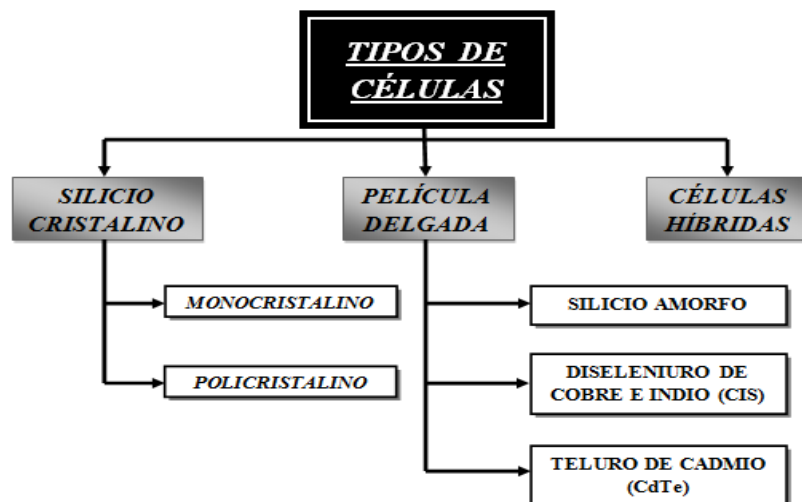 TIPOS DE
CÉLULAS
SILICIO
CRISTALINO
PELÍCULA
DELGADA
CÉLULAS
HÍBRIDAS
MONOCRISTALINO
POLICRISTALINO
SILICIO AMORFO
DISELENIURO DE
COBRE E INDIO (CIS)
TELURO DE CADMIO
(CdTe)